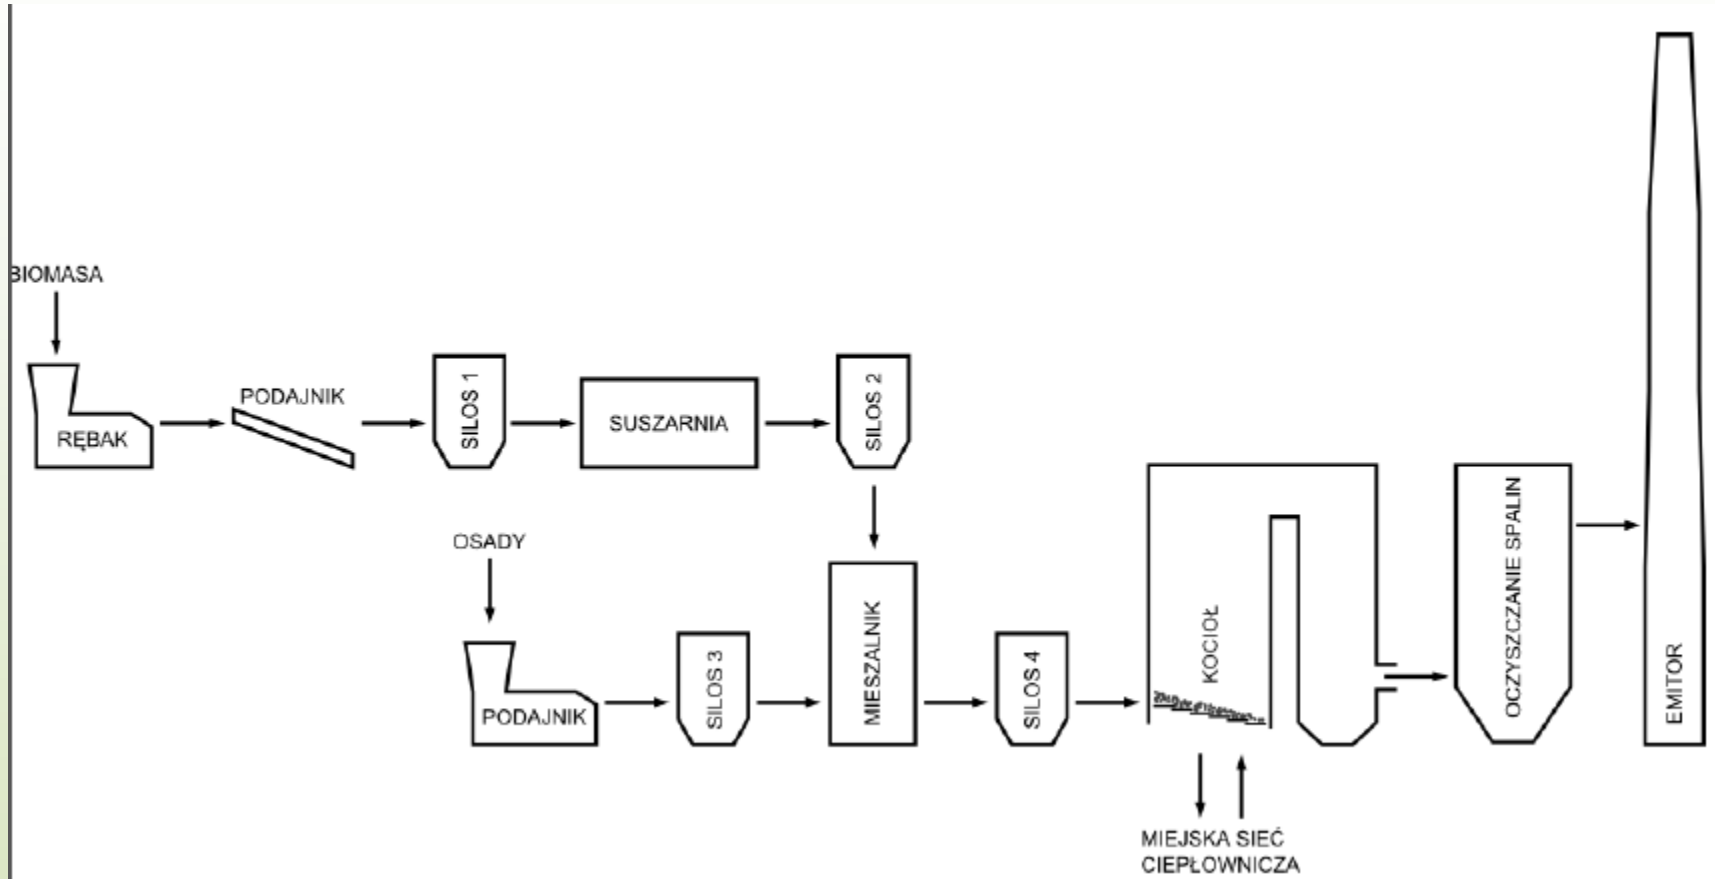 BIOMASA
RĘBAK
PODAJNIK
SILOS 1
SUSZARNIA
SILOS 2
OSADY
PODAJNIK
SILOS 3
MIESZALNIK
SILOS 4
KOCIOŁ
MIEJSKA SIEĆ
CIEPŁOWNICZA
OCZYSZCZANIE SPALIN
EMITOR